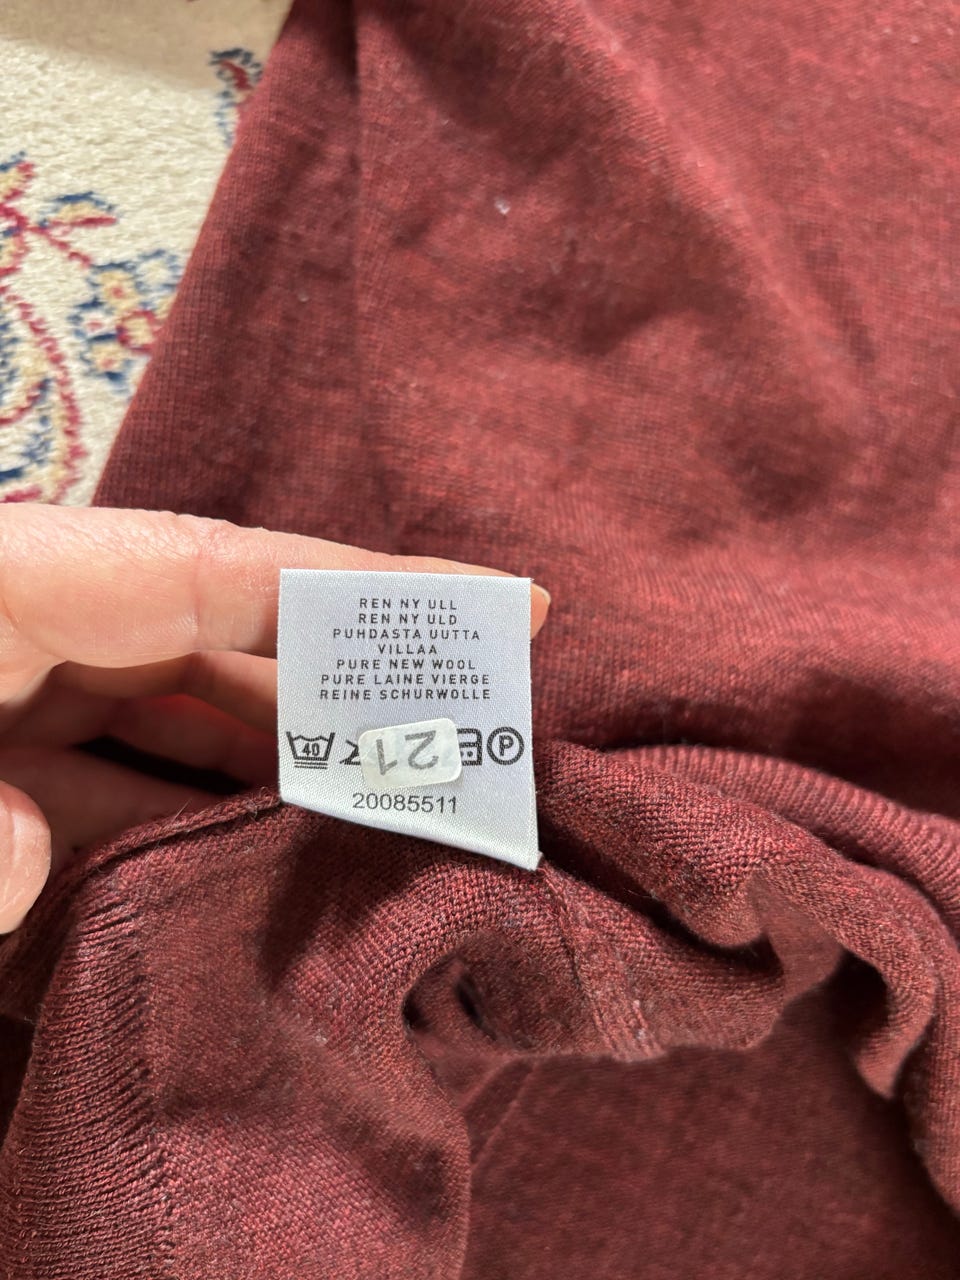 REN NY ULL
REN NY ULD
PUHDASTA UUTTA
VILLAA
PURE NEW WOOL
PURE LAINE VIERGE
REINE SCHURWOLLE
40 21 P
20085511